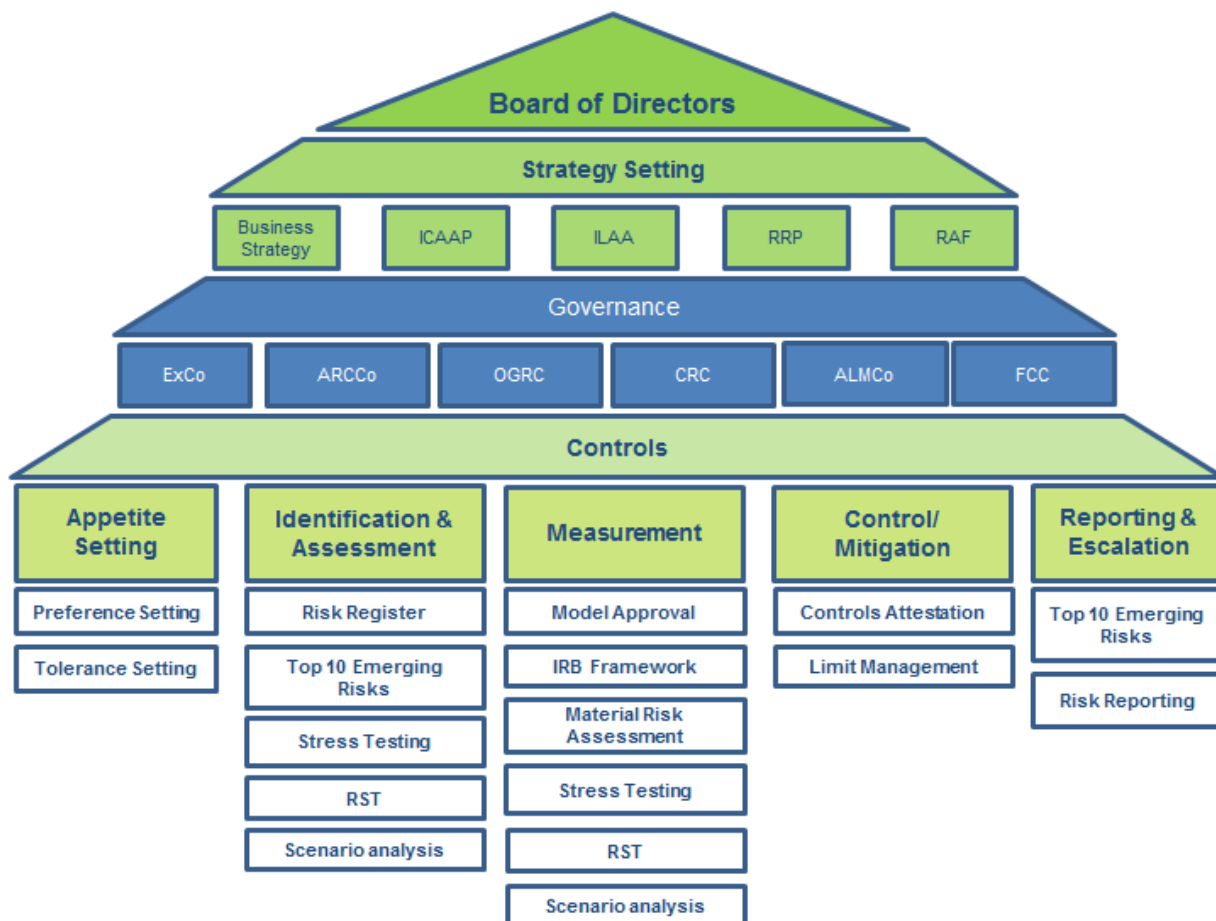 Board of Directors
Strategy Setting
Business
Strategy
ICAAP
ILAA
RRP
RAF
Governance
ExCo
ARCCo
OGRC
CRC
ALMCo
FCC
Controls
Appetite
Setting
Preference Setting
Tolerance Setting
Identification &
Assessment
Risk Register
Top 10 Emerging
Risks
Stress Testing
RST
Scenario analysis
Measurement
Model Approval
IRB Framework
Material Risk
Assessment
Stress Testing
RST
Scenario analysis
Control/
Mitigation
Controls Attestation
Limit Management
Reporting &
Escalation
Top 10 Emerging
Risks
Risk Reporting